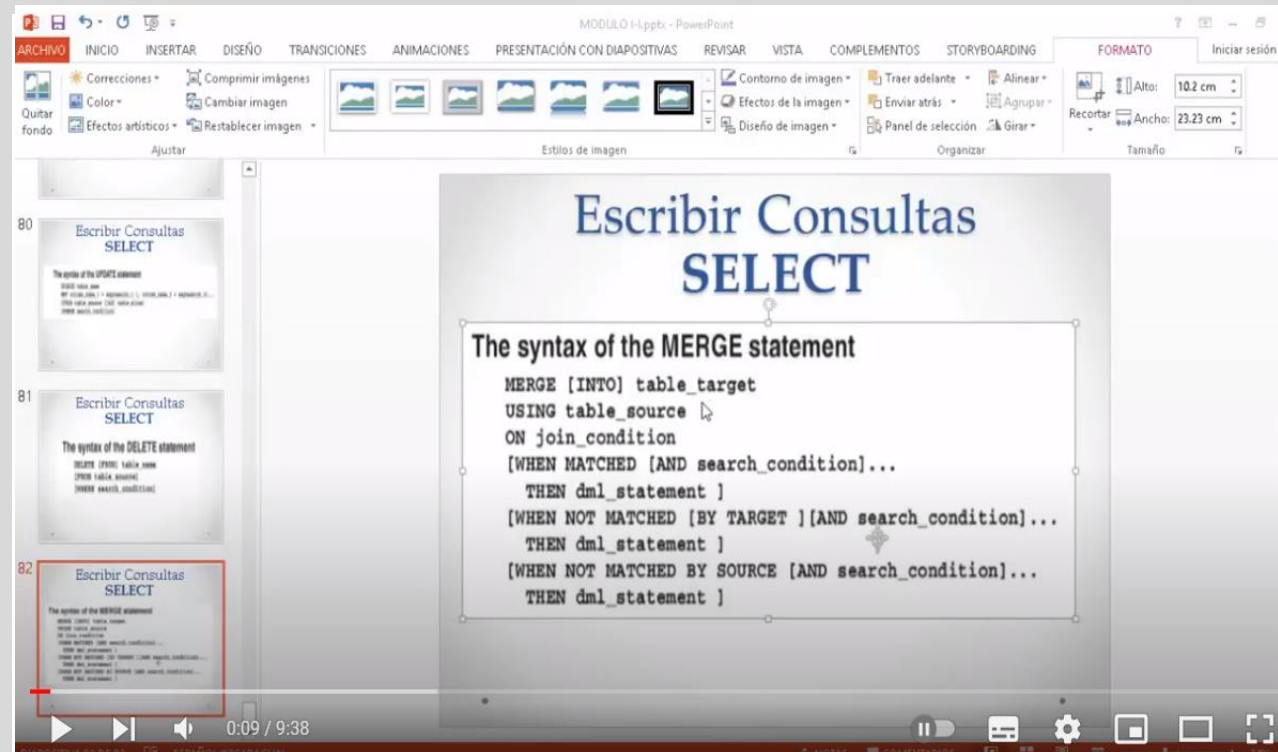 MODULO I-I.pptx - PowerPoint
ARCHIVO INICIO INSERTAR DISEÑO TRANSICIONES ANIMACIONES PRESENTACIÓN CON DIAPOSITIVAS REVISAR VISTA COMPLEMENTOS STORYBOARDING FORMATO Iniciar sesión
Quitar fondo
Correcciones
Color
Efectos artísticos
Comprimir imágenes
Cambiar imagen
Restablecer imagen
Ajustar
Estilos de imagen
Contorno de imagen
Efectos de la imagen
Diseño de imagen
Traer adelante
Enviar atrás
Panel de selección
Alinear
Agrupar
Girar
Organizar
Recortar
Alto: 10.2 cm
Ancho: 23.23 cm
Tamaño
80
Escribir Consultas
SELECT
The syntax of the UPDATE statement
81
Escribir Consultas
SELECT
The syntax of the DELETE statement
DELETE [FROM] table_name
[FROM table_source]
[WHERE search_condition]
82
Escribir Consultas
SELECT
The syntax of the MERGE statement
Escribir Consultas
SELECT
The syntax of the MERGE statement
MERGE [INTO] table_target
USING table_source
ON join_condition
[WHEN MATCHED [AND search_condition]...
THEN dml_statement ]
[WHEN NOT MATCHED [BY TARGET ][AND search_condition]...
THEN dml_statement ]
[WHEN NOT MATCHED BY SOURCE [AND search_condition]...
THEN dml_statement ]
0:09 / 9:38